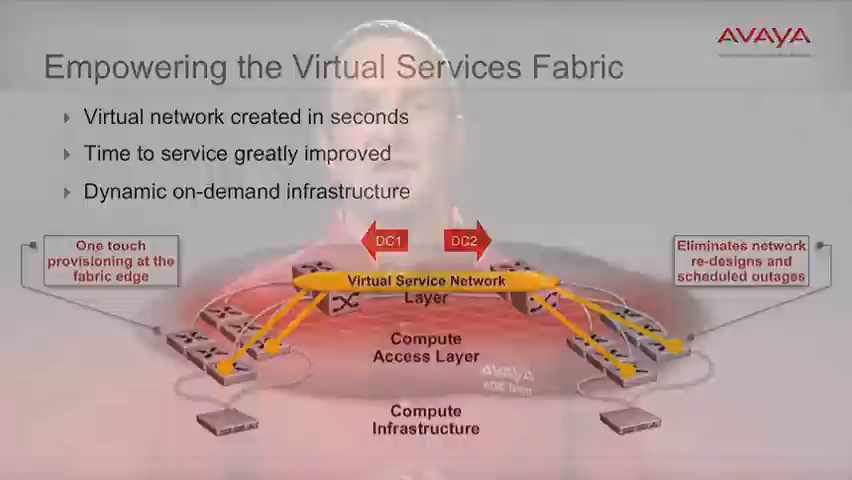 AVAYA
Empowering the Virtual Services Fabric
Virtual network created in seconds
Time to service greatly improved
Dynamic on-demand infrastructure
DC1
DC2
One touch
provisioning at the
fabric edge
Eliminates network
re-designs and
scheduled outages
Virtual Service Network
Layer
Compute
Access Layer
AVAYA
Compute
Infrastructure